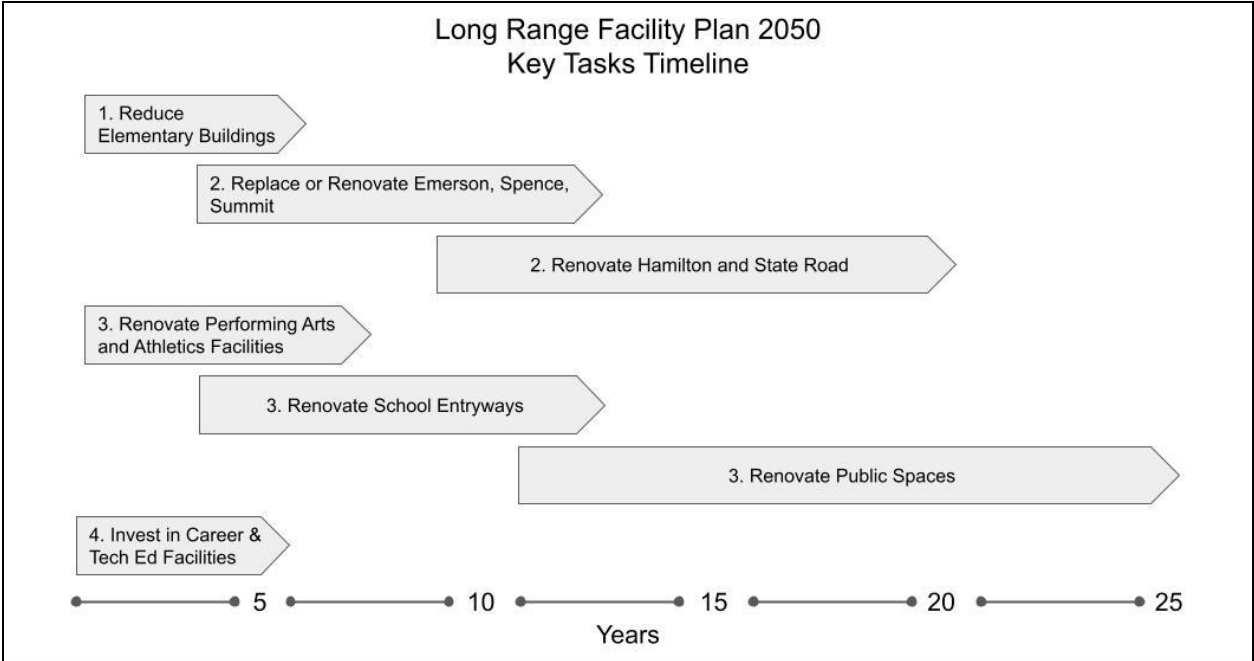 Long Range Facility Plan 2050
Key Tasks Timeline
1. Reduce
Elementary Buildings
2. Replace or Renovate Emerson, Spence,
Summit
2. Renovate Hamilton and State Road
3. Renovate Performing Arts
and Athletics Facilities
3. Renovate School Entryways
3. Renovate Public Spaces
4. Invest in Career &
Tech Ed Facilities
5 10 15 20 25
Years